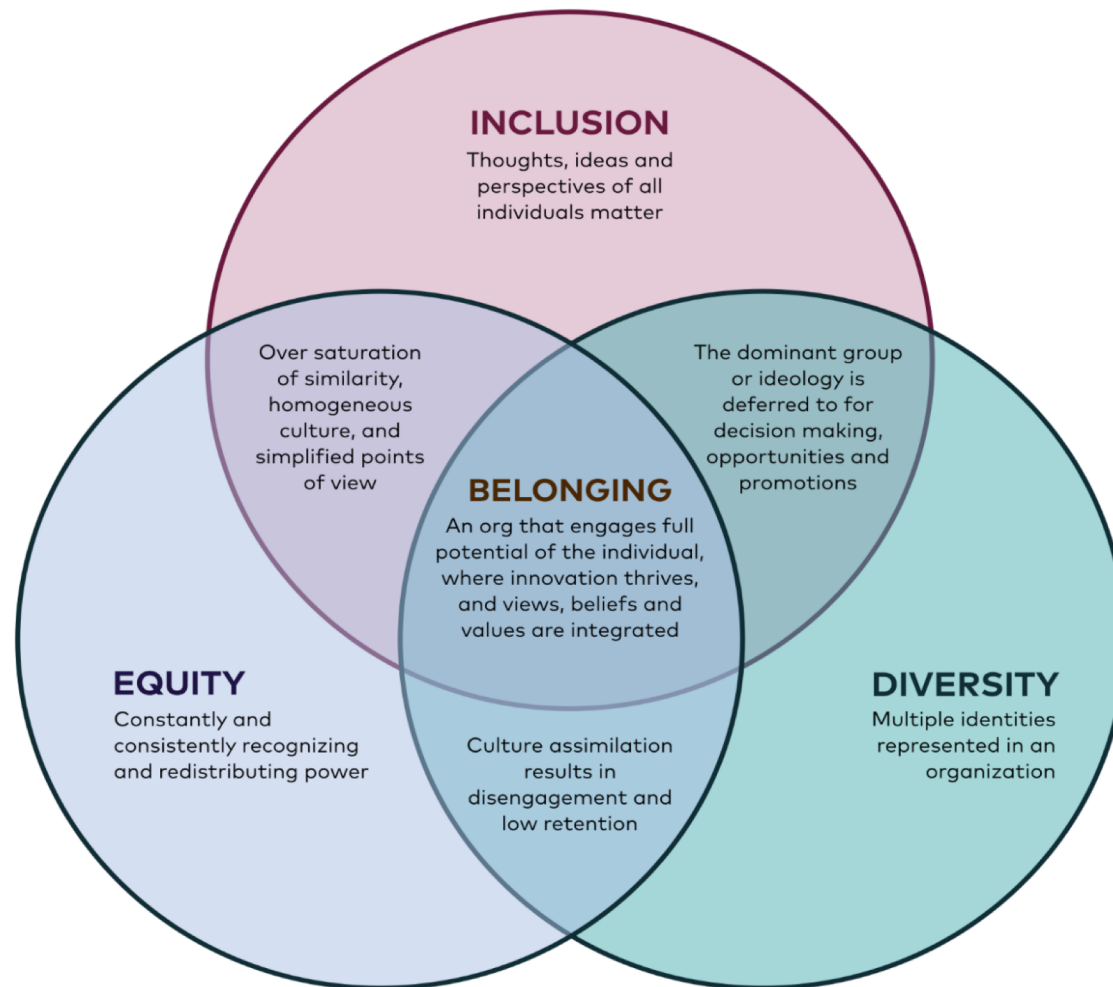 INCLUSION
Thoughts, ideas and
perspectives of all
individuals matter
Over saturation
of similarity,
homogeneous
culture, and
simplified points
of view
The dominant group
or ideology is
deferred to for
decision making,
opportunities and
promotions
BELONGING
An org that engages full
potential of the individual,
where innovation thrives,
and views, beliefs and
values are integrated
EQUITY
Constantly and
consistently recognizing
and redistributing power
DIVERSITY
Multiple identities
represented in an
organization
Culture assimilation
results in
disengagement and
low retention